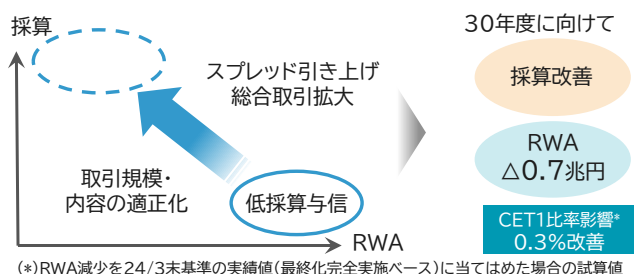 採算
スプレッド引き上げ
総合取引拡大
取引規模・
内容の適正化
低採算与信
RWA
30年度に向けて
採算改善
RWA
△0.7兆円
CET1比率影響*
0.3%改善
(*)RWA減少を24/3末基準の実績値(最終化完全実施ベース)に当てはめた場合の試算値